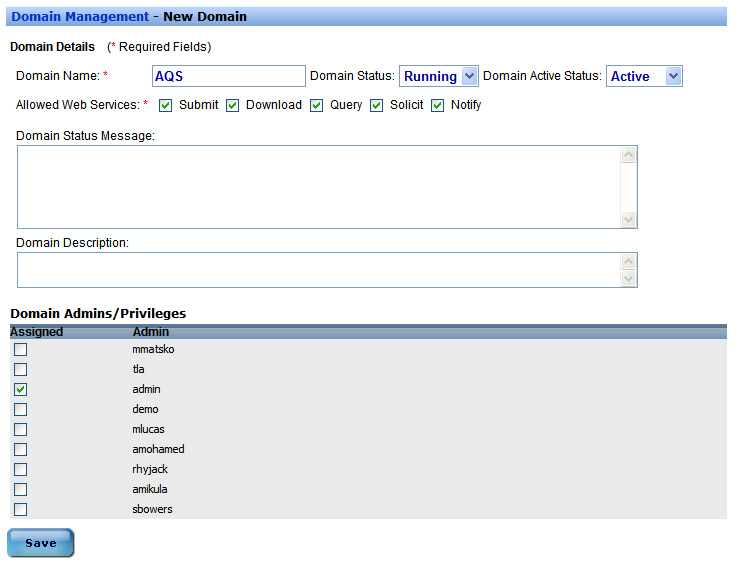 Domain Management - New Domain
Domain Details (* Required Fields)
Domain Name: * AQS Domain Status: Running Domain Active Status: Active
Allowed Web Services: * Submit Download Query Solicit Notify
Domain Status Message:
Domain Description:
Domain Admins/Privileges
Assigned Admin
mmatsko
tla
admin
demo
mlucas
amohamed
rhyjack
amikula
sbowers
Save